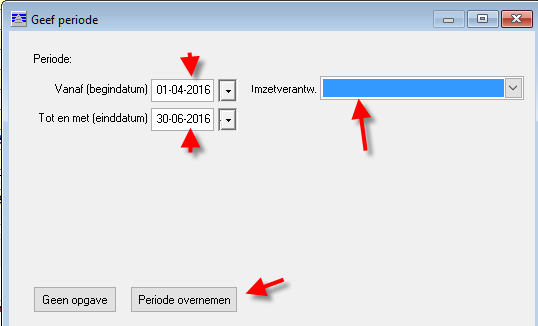 Geef periode
Periode:
Vanaf (begindatum) 01-04-2016 Imzetverantw.
Tot en met (einddatum) 30-06-2016
Geen opgave Periode overnemen